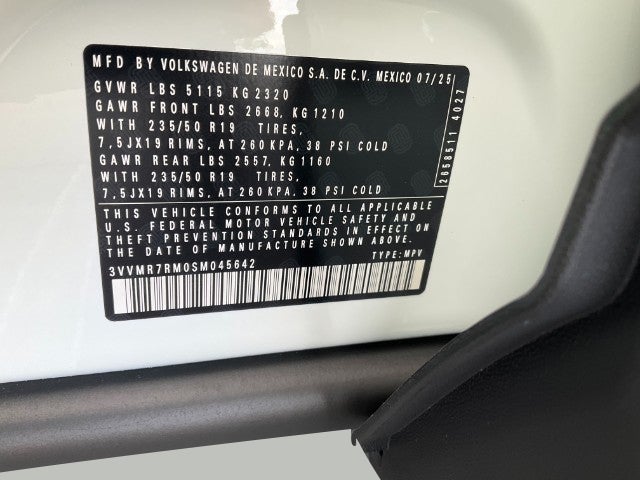 MFD BY VOLKSWAGEN DE MEXICO S.A. DE C.V. MEXICO 07/25
GVWR LBS 5115 KG 2320
GAWR FRONT LBS 2668, KG 1210
WITH 235/50 R19 TIRES,
7,5JX19 RIMS, AT 260 KPA, 38 PSI COLD
GAWR REAR LBS 2557, KG 1160
WITH 235/50 R19 TIRES,
7,5JX19 RIMS, AT 260 KPA, 38 PSI COLD
2658511 4027
THIS VEHICLE CONFORMS TO ALL APPLICABLE
U.S. FEDERAL MOTOR VEHICLE SAFETY AND
THEFT PREVENTION STANDARDS IN EFFECT ON
THE DATE OF MANUFACTURE SHOWN ABOVE.
3VVMR7RM0SM045642 TYPE: MPV